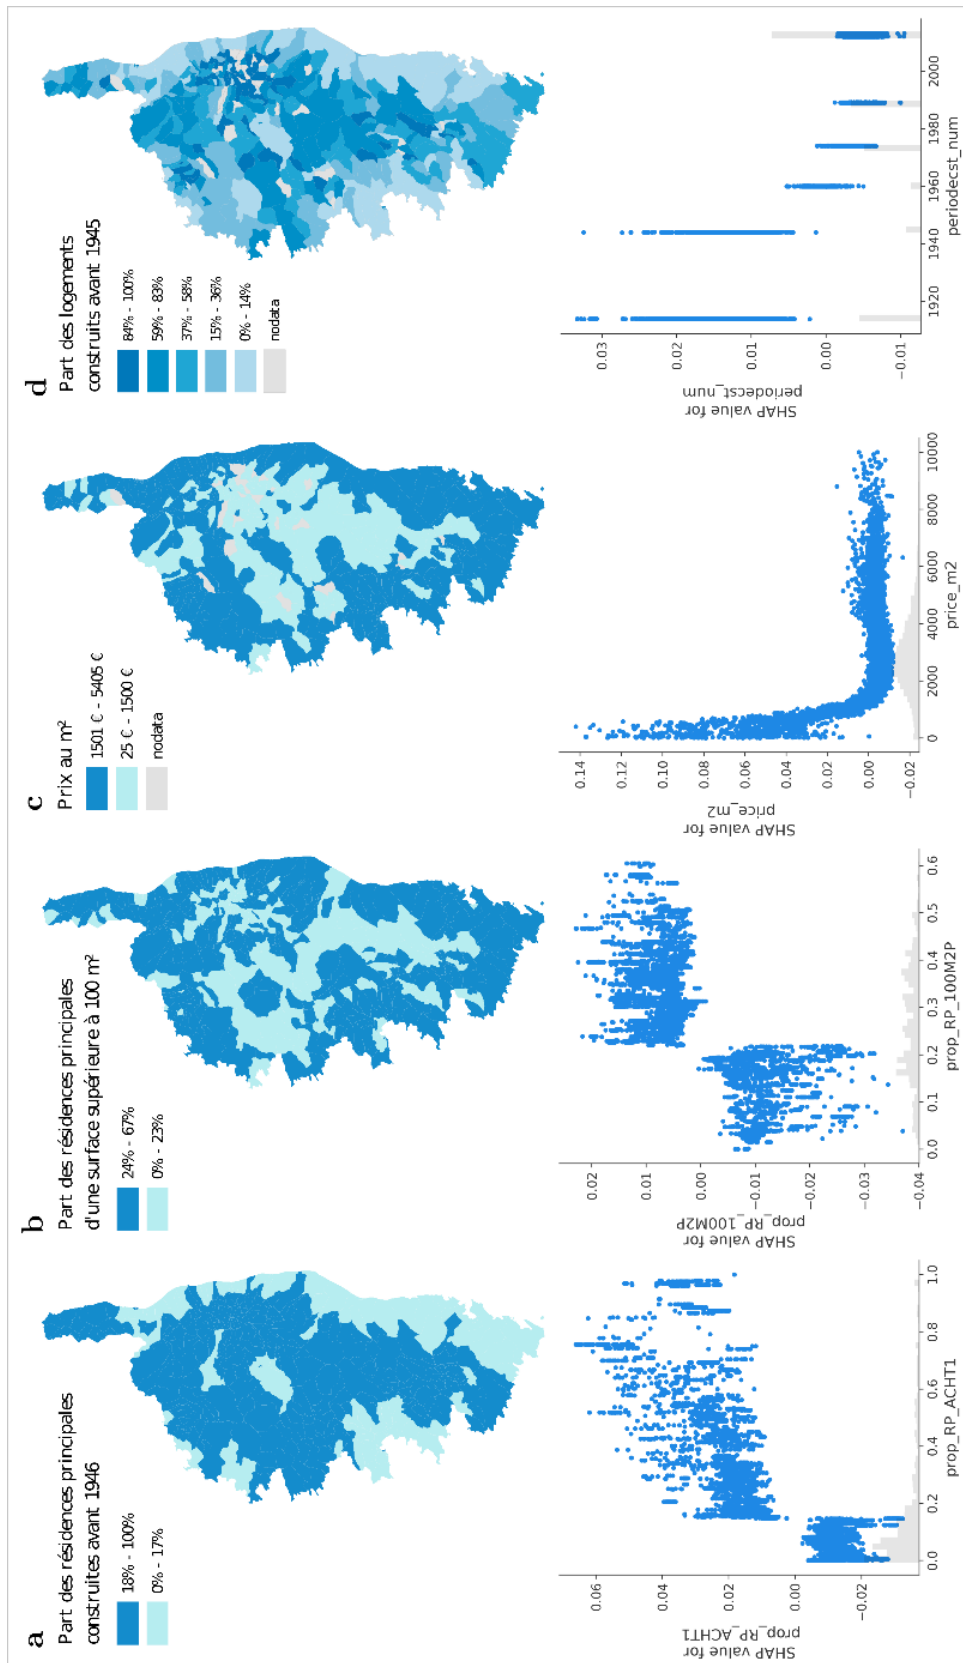 a
Part des résidences principales
construites avant 1946
18% - 100%
0% - 17%
SHAP value for
prop_RP_ACHT1
0.06
0.04
0.02
0.00
−0.02
0.0
0.2
0.4
0.6
0.8
1.0
prop_RP_ACHT1
b
Part des résidences principales
d'une surface supérieure à 100 m²
24% - 67%
0% - 23%
SHAP value for
prop_RP_100M2P
0.02
0.01
0.00
−0.01
−0.02
−0.03
−0.04
0.0
0.1
0.2
0.3
0.4
0.5
0.6
prop_RP_100M2P
c
Prix au m²
1501 € - 5405 €
25 € - 1500 €
nodata
SHAP value for
price_m2
0.14
0.12
0.10
0.08
0.06
0.04
0.02
0.00
−0.02
0
2000
4000
6000
8000
10000
price_m2
d
Part des logements
construits avant 1945
84% - 100%
59% - 83%
37% - 58%
15% - 36%
0% - 14%
nodata
SHAP value for
periodecst_num
0.03
0.02
0.01
0.00
−0.01
1920
1940
1960
1980
2000
periodecst_num